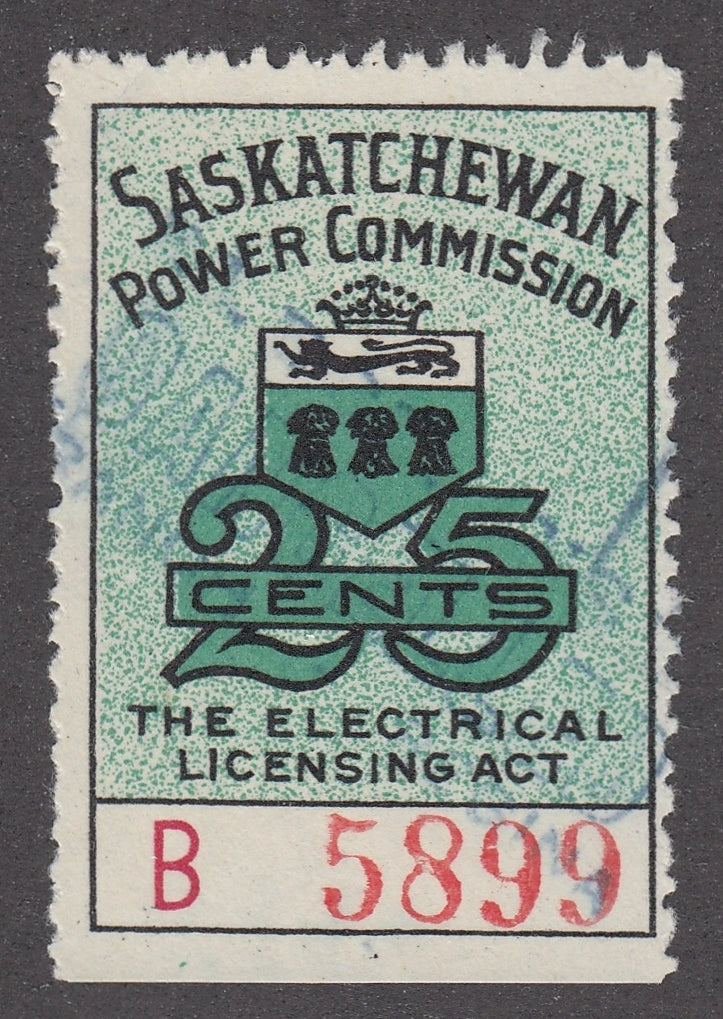 SASKATCHEWAN
POWER COMMISSION
25
CENTS
THE ELECTRICAL
LICENSING ACT
B 5899